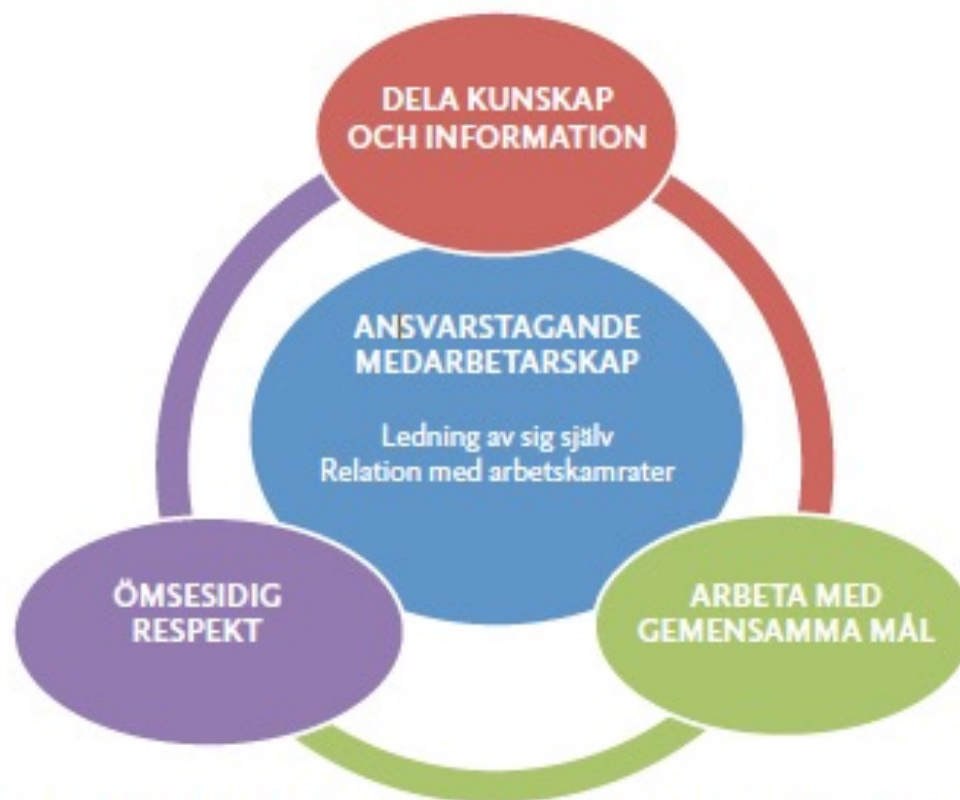 DELA KUNSKAP
OCH INFORMATION
ANSVARSTAGANDE
MEDARBETARSKAP
Ledning av sig själv
Relation med arbetskamrater
ÖMSESIDIG
RESPEKT
ARBETA MED
GEMENSAMMA MÅL